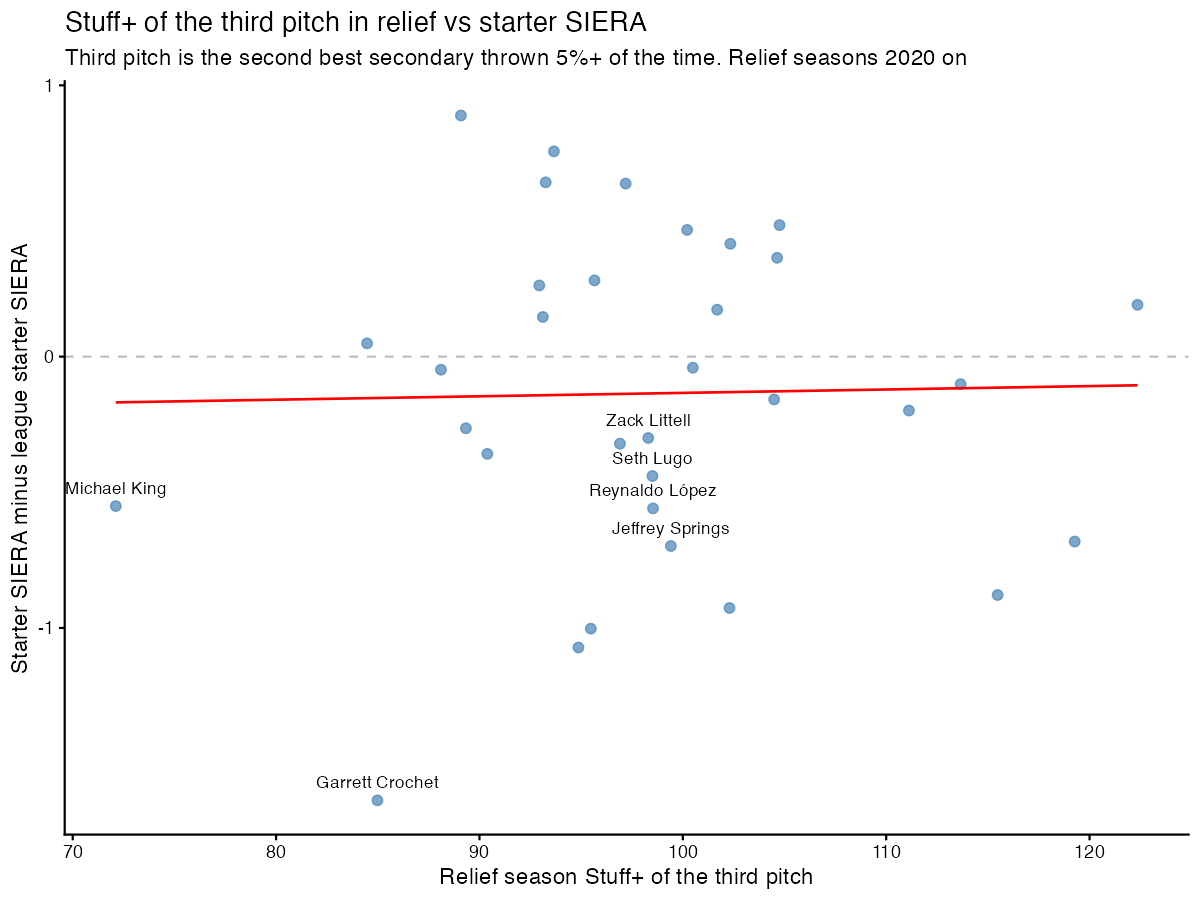 Stuff+ of the third pitch in relief vs starter SIERA
Third pitch is the second best secondary thrown 5%+ of the time. Relief seasons 2020 on
Starter SIERA minus league starter SIERA
1
0
-1
Zack Littell
Seth Lugo
Michael King
Reynaldo López
Jeffrey Springs
Garrett Crochet
70
80
90
100
110
120
Relief season Stuff+ of the third pitch